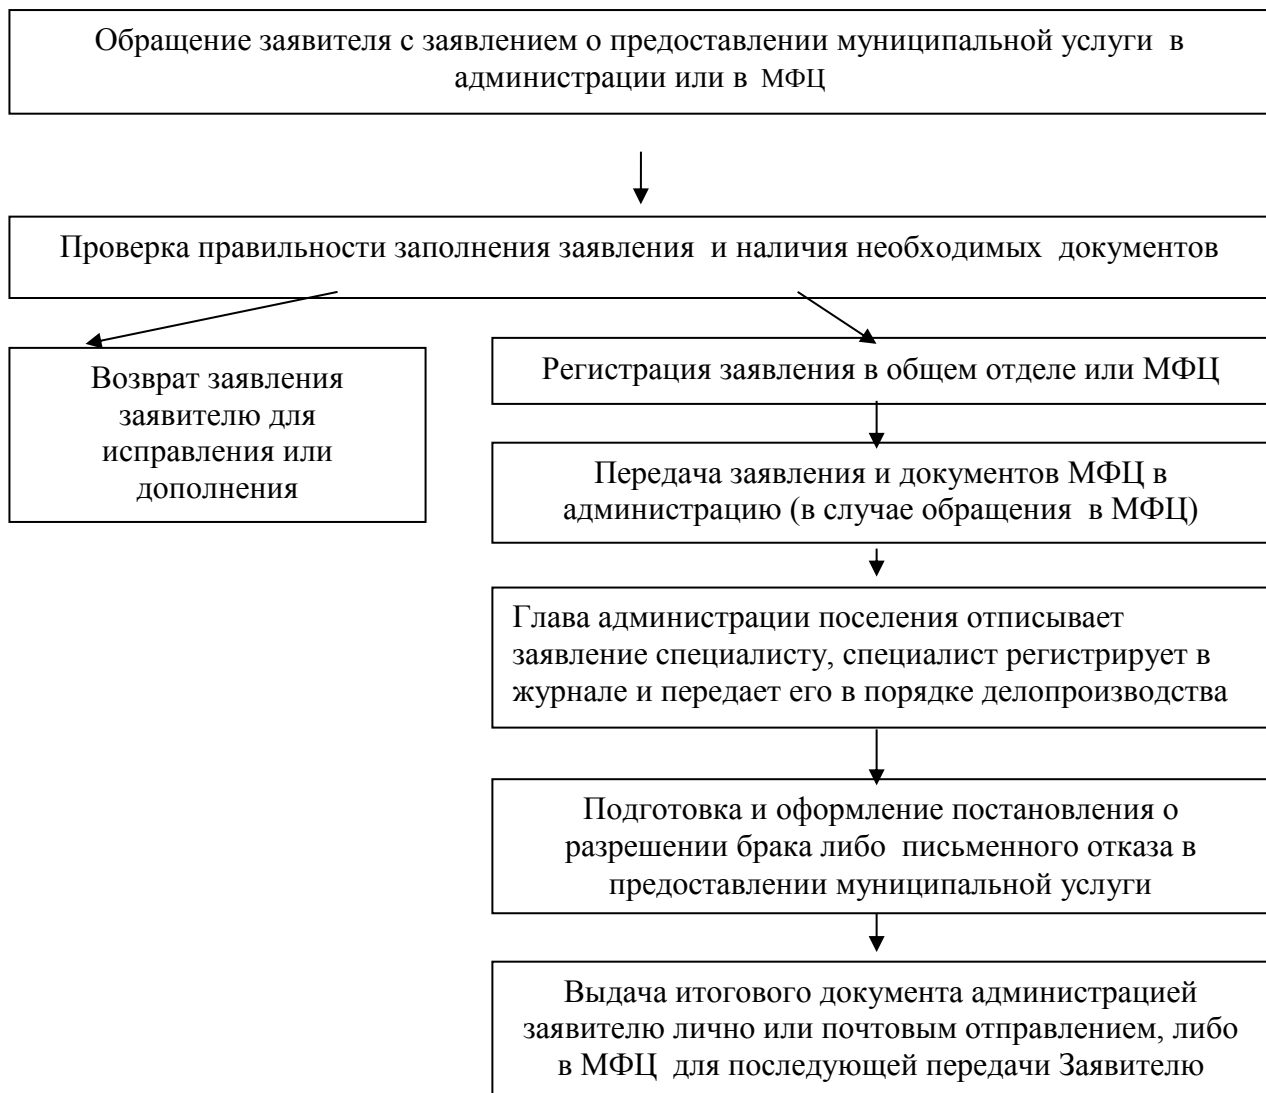 Обращение заявителя с заявлением о предоставлении муниципальной услуги в
администрации или в МФЦ
Проверка правильности заполнения заявления и наличия необходимых документов
Возврат заявления
заявителю для
исправления или
дополнения
Регистрация заявления в общем отделе или МФЦ
Передача заявления и документов МФЦ в
администрацию (в случае обращения в МФЦ)
Глава администрации поселения отписывает
заявление специалисту, специалист регистрирует в
журнале и передает его в порядке делопроизводства
Подготовка и оформление постановления о
разрешении брака либо письменного отказа в
предоставлении муниципальной услуги
Выдача итогового документа администрацией
заявителю лично или почтовым отправлением, либо
в МФЦ для последующей передачи Заявителю